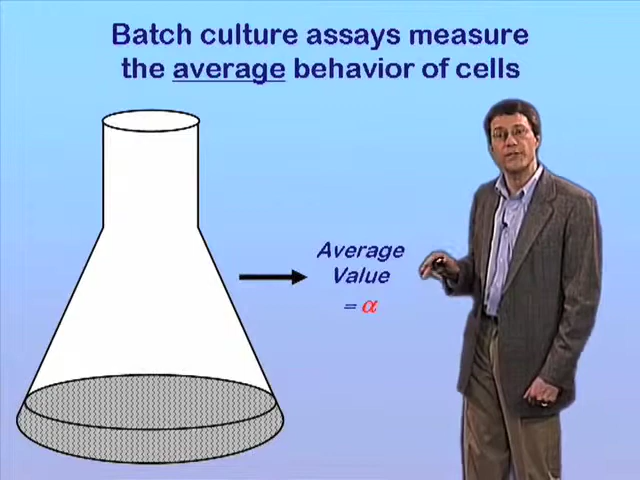 Batch culture assays measure
the average behavior of cells
Average
Value
= α